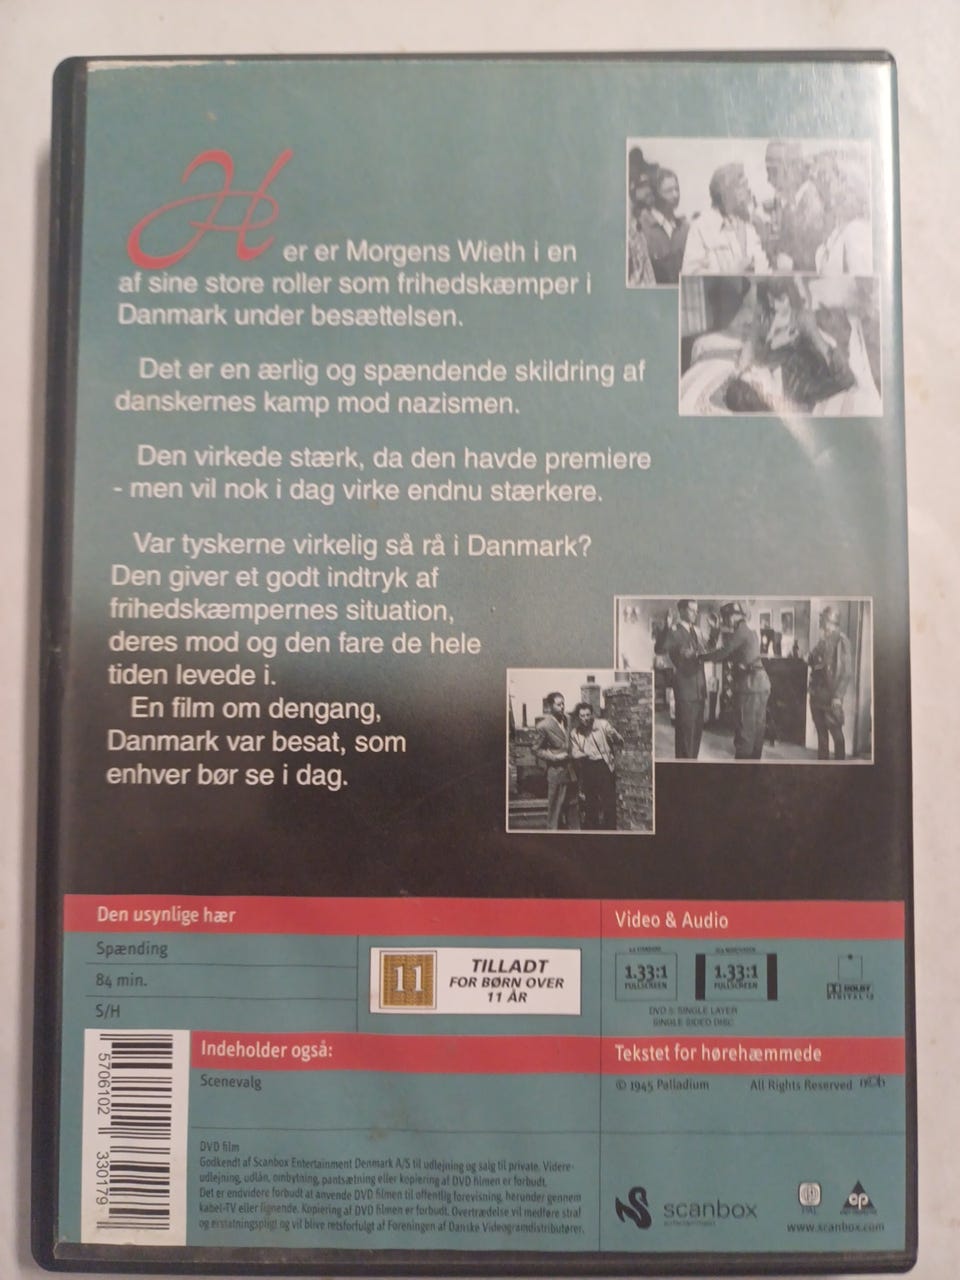 Her er Morgens Wieth i en
af sine store roller som frihedskæmper i
Danmark under besættelsen.
Det er en ærlig og spændende skildring af
danskernes kamp mod nazismen.
Den virkede stærk, da den havde premiere
- men vil nok i dag virke endnu stærkere.
Var tyskerne virkelig så rå i Danmark?
Den giver et godt indtryk af
frihedskæmpernes situation,
deres mod og den fare de hele
tiden levede i.
En film om dengang,
Danmark var besat, som
enhver bør se i dag.
Den usynlige hær
Spænding
84 min.
S/H
11
TILLADT
FOR BØRN OVER
11 ÅR
Video & Audio
1.33:1
FULLSCREEN
1.33:1
FULLSCREEN
DVD 5: SINGLE LAYER
SINGLE SIDED DISC
DOLBY
DIGITAL
Indeholder også:
Scenevalg
Tekstet for hørehæmmede
© 1945 Palladium All Rights Reserved
5706102 330179
DVD film
Godkendt af Scanbox Entertainment Denmark A/S til udlejning og salg til private. Videre-
udlejning, udlån, ombytning, pantsætning eller kopiering af DVD filmen er forbudt.
Det er endvidere forbudt at anvende DVD filmen til offentlig forevisning, herunder gennem
kabel-TV eller lignende. Kopiering af DVD filmen er forbudt. Overtrædelse vil medføre straf
og erstatningspligt og vil blive retsforfulgt af Foreningen af Danske Videogramdistributører.
scanbox
PAL
www.scanbox.com